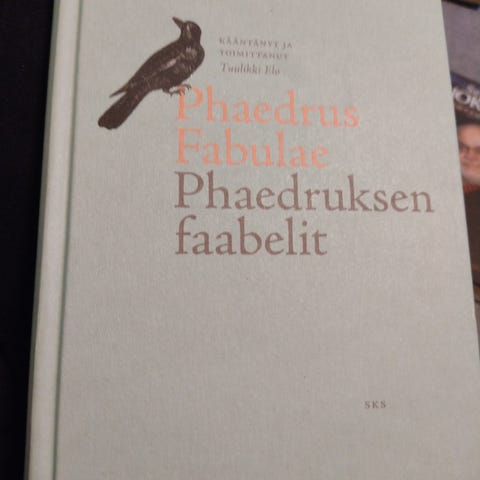 KÄÄNTÄNYT JA
TOIMITTANUT
Tuulikki Elo
Phaedrus
Fabulae
Phaedruksen
faabelit
SKS